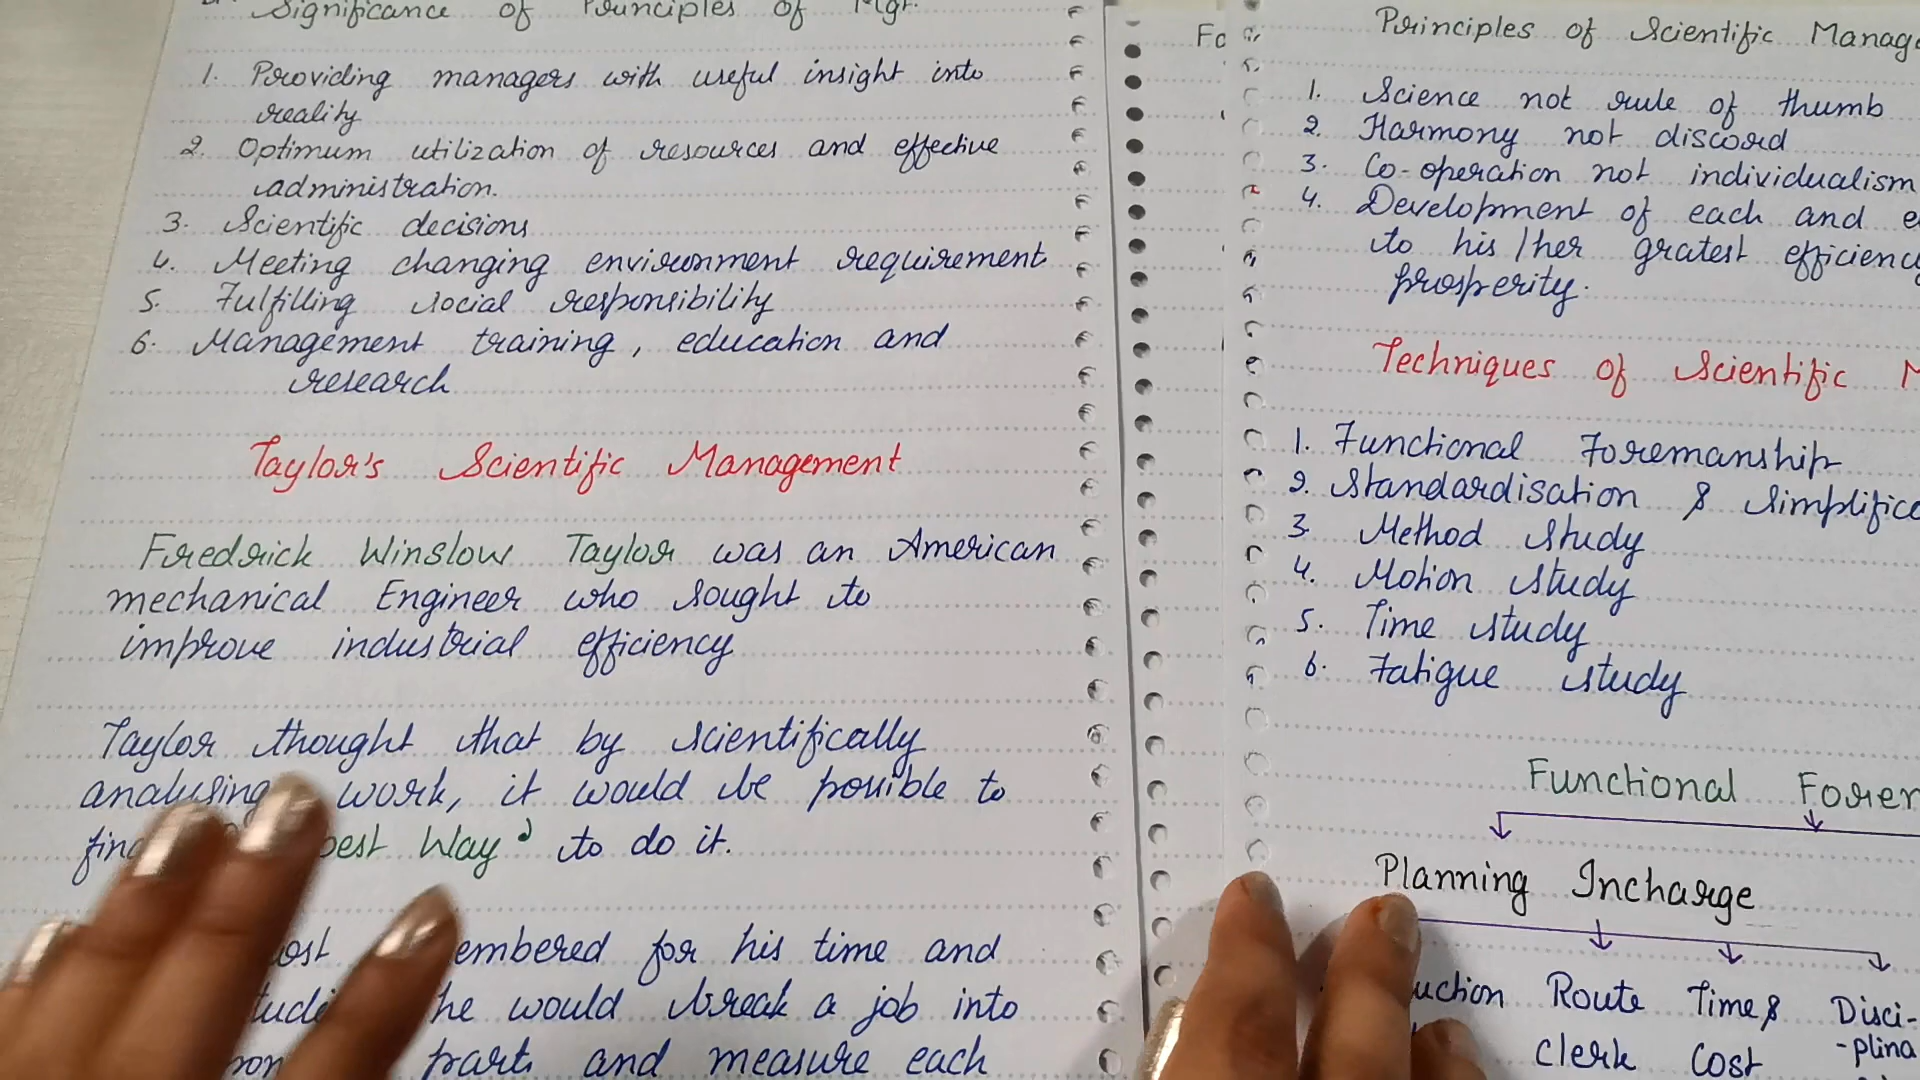 Significance of Principles of Mgt.
1. Providing managers with useful insight into
reality
2. Optimum utilization of resources and effective
administration.
3. Scientific decisions
4. Meeting changing environment requirement
5. Fulfilling social responsibility
6. Management training, education and
research
Taylor's Scientific Management
Fredrick Winslow Taylor was an American
mechanical Engineer who sought to
improve industrial efficiency
Taylor thought that by scientifically
analysing work, it would be possible to
best Way' to do it.
for his time and
he would break a job into
parts and measure each
Principles of Scientific
1. Science not rule of thumb
2. Harmony not discord
3. Co-operation not individualism
4. Development of each and
to his/her gratest
prosperity.
Techniques of Scientific
1. Functional Foremanship
2. Standardisation &
3. Method study
4. Motion study
5. Time study
6. Fatigue study
Functional
Planning Incharge
Route Time & Disci-
clerk Cost -plina